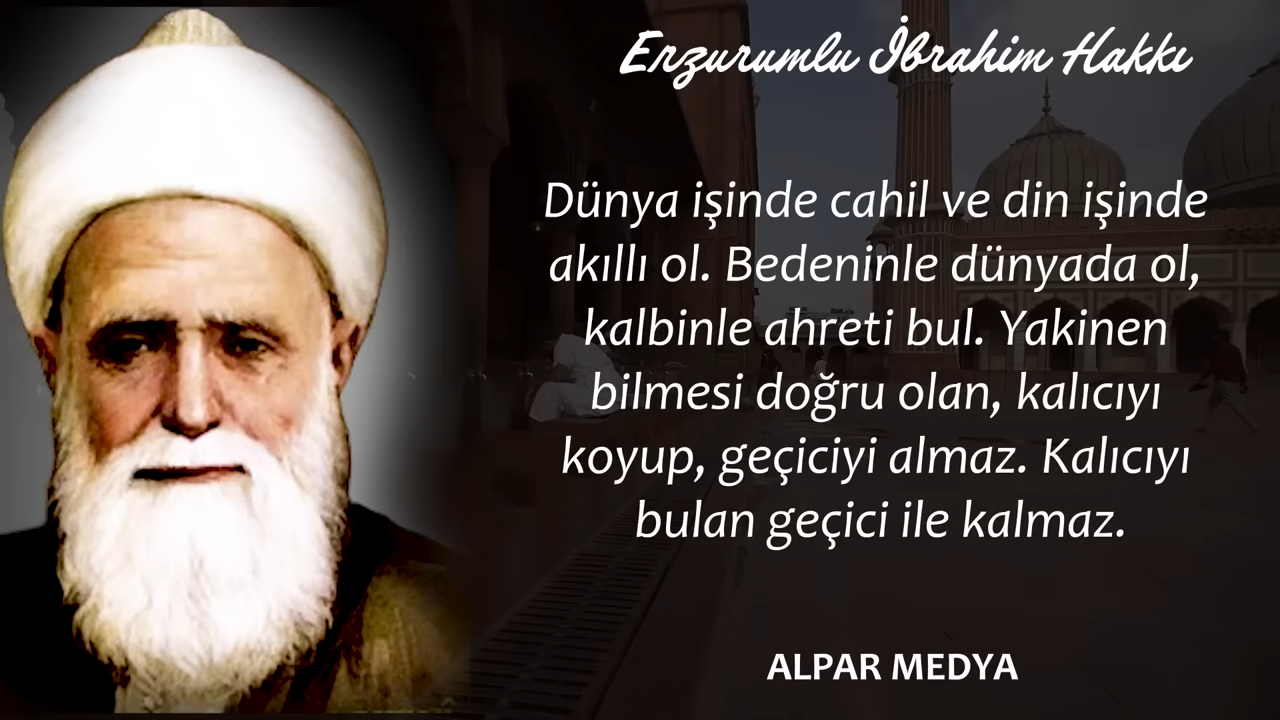 Erzurumlu İbrahim Hakkı
Dünya işinde cahil ve din işinde
akıllı ol. Bedeninle dünyada ol,
kalbinle ahreti bul. Yakinen
bilmesi doğru olan, kalıcıyı
koyup, geçiciyi almaz. Kalıcıyı
bulan geçici ile kalmaz.
ALPAR MEDYA